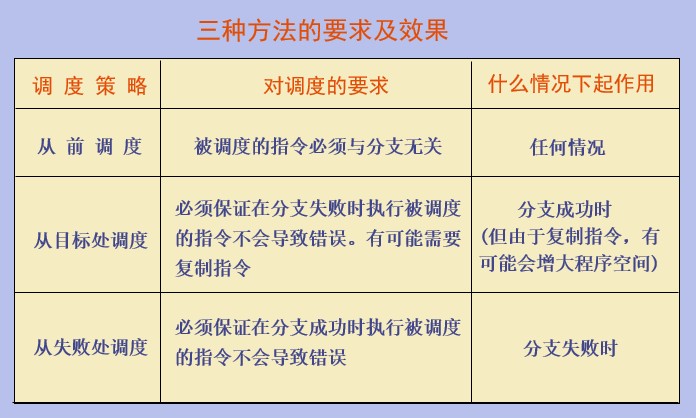 三种方法的要求及效果
调度策略 对调度的要求 什么情况下起作用
从前调度 被调度的指令必须与分支无关 任何情况
从目标处调度
必须保证在分支失败时执行被调度
的指令不会导致错误。有可能需要
复制指令
分支成功时
(但由于复制指令，有
可能会增大程序空间)
从失败处调度
必须保证在分支成功时执行被调度
的指令不会导致错误
分支失败时